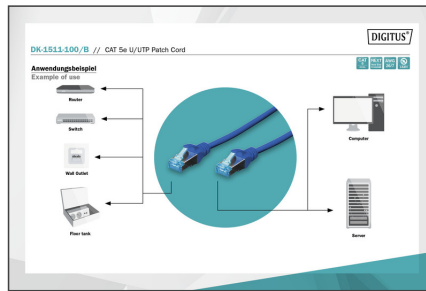 DIGITUS®
DK-1511-100/B // CAT 5e U/UTP Patch Cord
Anwendungsbeispiel
Example of use
Router
Switch
Wall Outlet
Floor tank
Computer
Server